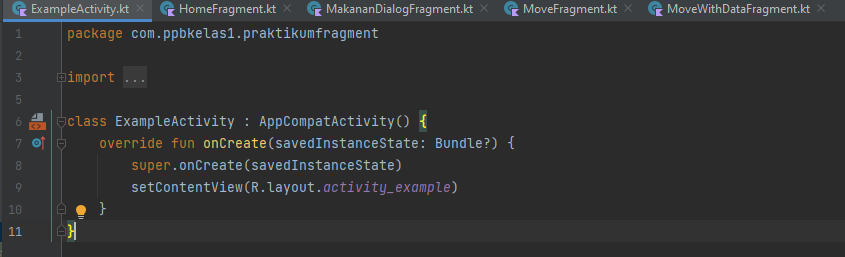 ExampleActivity.kt HomeFragment.kt MakananDialogFragment.kt MoveFragment.kt MoveWithDataFragment.kt
1 package com.ppbkelas1.praktikumfragment
2
3 import ...
5
6 class ExampleActivity : AppCompatActivity() {
7 override fun onCreate(savedInstanceState: Bundle?) {
8 super.onCreate(savedInstanceState)
9 setContentView(R.layout.activity_example)
10 }
11 }